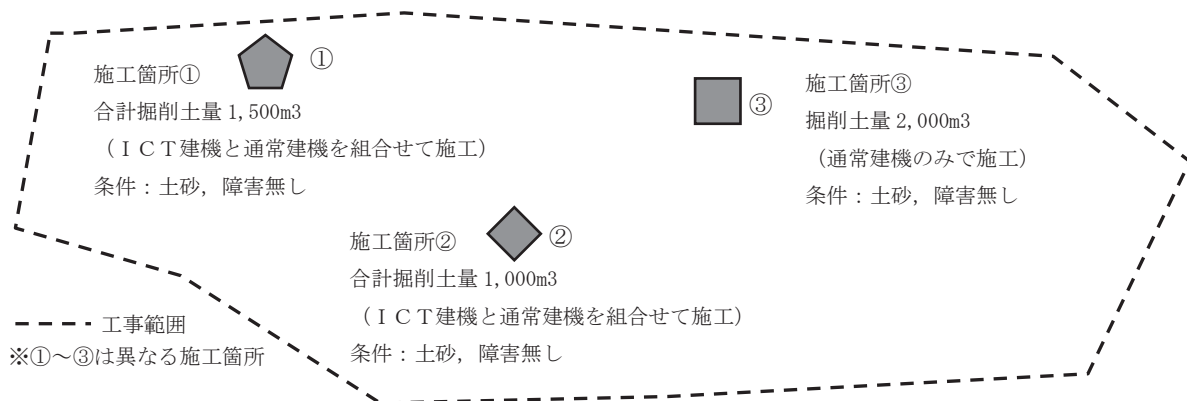 施工箇所①
①
合計掘削土量 1,500m3
（ＩＣＴ建機と通常建機を組合せて施工）
条件：土砂，障害無し
③
施工箇所③
掘削土量 2,000m3
（通常建機のみで施工）
条件：土砂，障害無し
施工箇所②
②
合計掘削土量 1,000m3
（ＩＣＴ建機と通常建機を組合せて施工）
条件：土砂，障害無し
工事範囲
※①～③は異なる施工箇所